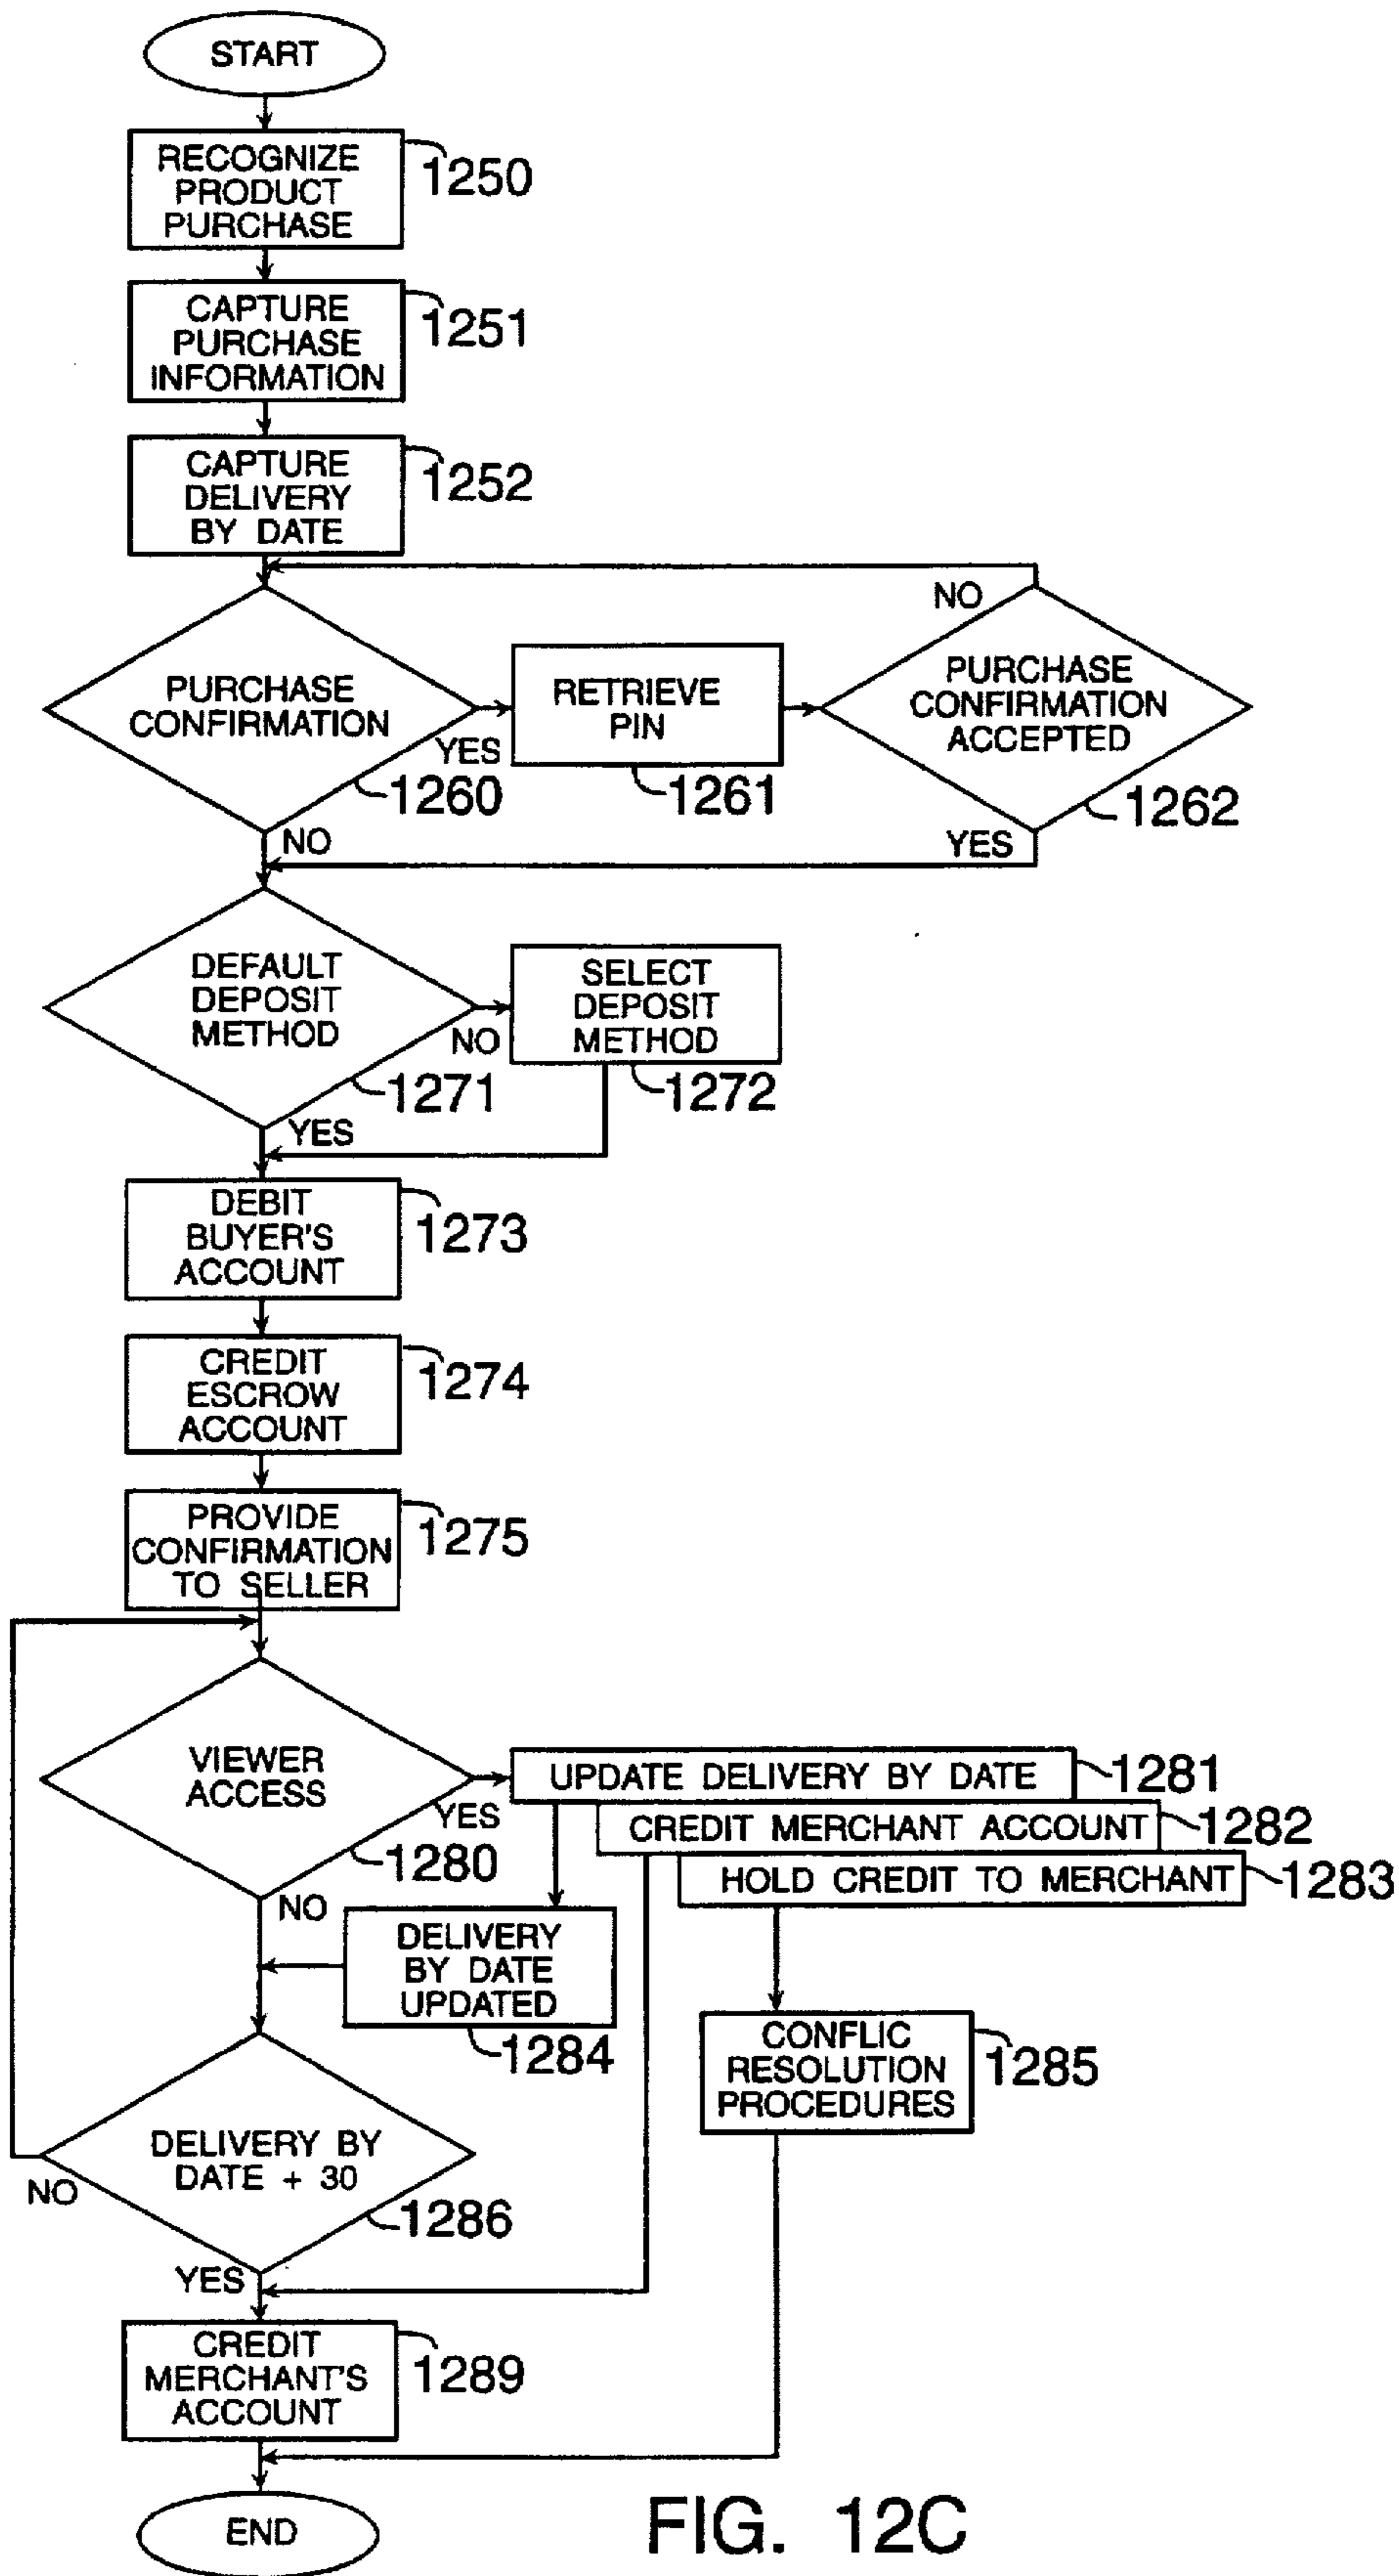 START
RECOGNIZE
PRODUCT
PURCHASE
1250
CAPTURE
PURCHASE
INFORMATION
1251
CAPTURE
DELIVERY
BY DATE
1252
PURCHASE
CONFIRMATION
YES
1260
NO
RETRIEVE
PIN
1261
NO
PURCHASE
CONFIRMATION
ACCEPTED
1262
YES
DEFAULT
DEPOSIT
METHOD
NO
1271
YES
SELECT
DEPOSIT
METHOD
1272
DEBIT
BUYER'S
ACCOUNT
1273
CREDIT
ESCROW
ACCOUNT
1274
PROVIDE
CONFIRMATION
TO SELLER
1275
VIEWER
ACCESS
YES
1280
NO
UPDATE DELIVERY BY DATE
1281
CREDIT MERCHANT ACCOUNT
1282
HOLD CREDIT TO MERCHANT
1283
DELIVERY
BY DATE
UPDATED
1284
CONFLIC
RESOLUTION
PROCEDURES
1285
DELIVERY BY
DATE + 30
NO
1286
YES
CREDIT
MERCHANT'S
ACCOUNT
1289
END
FIG. 12C